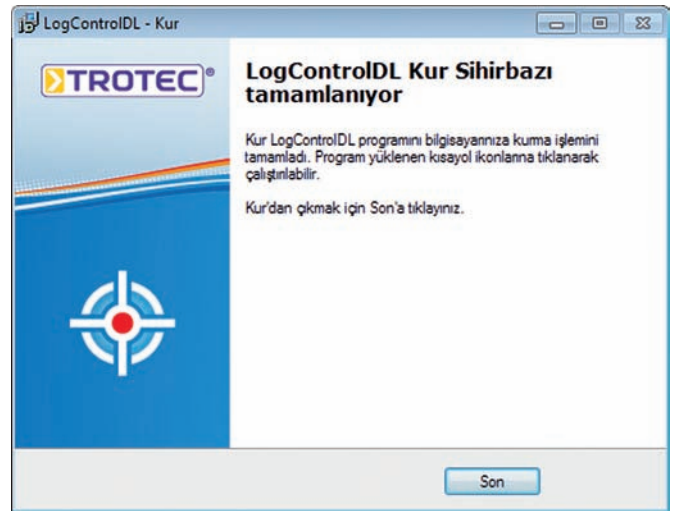 LogControlDL - Kur
TROTEC®
LogControlDL Kur Sihirbazı
tamamlanıyor
Kur LogControlDL programını bilgisayarınıza kurma işlemini
tamamladı. Program yüklenen kısayol ikonlarına tıklanarak
çalıştırılabilir.
Kur'dan çıkmak için Son'a tıklayınız.
Son